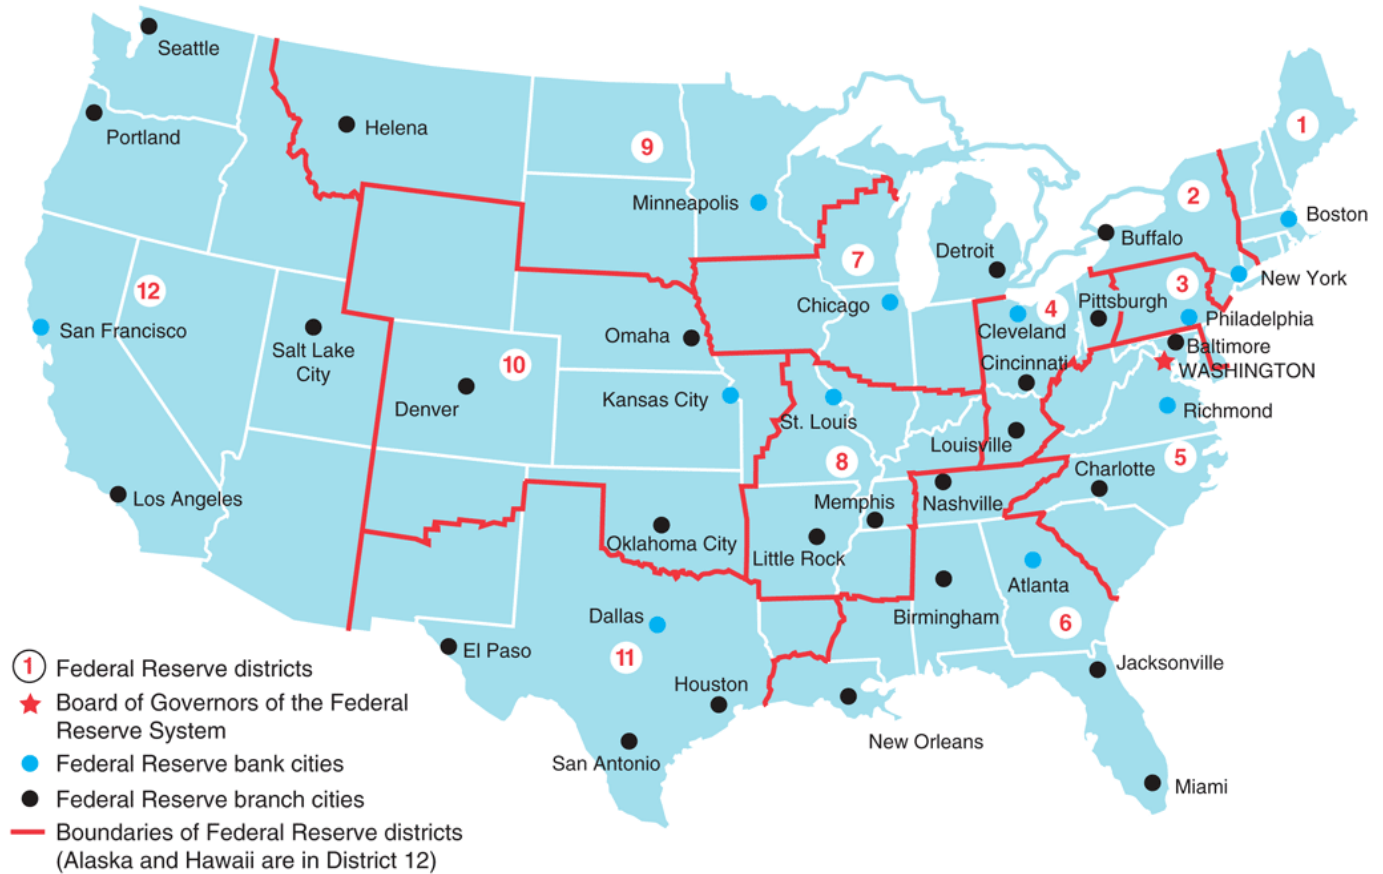 Seattle
Portland
Helena
9
1
Minneapolis
2
Boston
Buffalo
Detroit
7
New York
12
3
Pittsburgh
4
Chicago
Philadelphia
San Francisco
Cleveland
Omaha
Baltimore
Salt Lake
City
10
Cincinnati
WASHINGTON
Denver
Kansas City
St. Louis
Richmond
Louisville
8
5
Charlotte
Los Angeles
Memphis
Nashville
Oklahoma City
Little Rock
Atlanta
Dallas
Birmingham
6
El Paso
11
Jacksonville
Houston
New Orleans
San Antonio
Miami
1 Federal Reserve districts
Board of Governors of the Federal
Reserve System
Federal Reserve bank cities
Federal Reserve branch cities
Boundaries of Federal Reserve districts
(Alaska and Hawaii are in District 12)